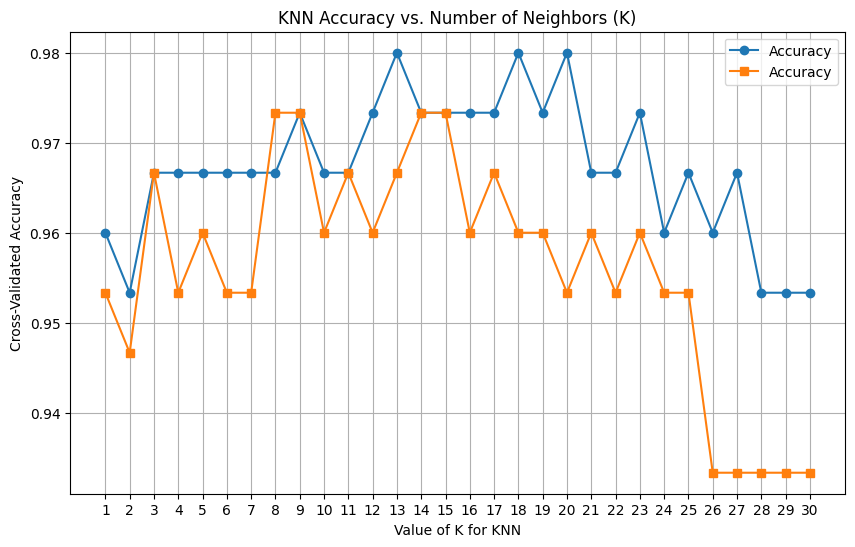 KNN Accuracy vs. Number of Neighbors (K)
Accuracy
Accuracy
Cross-Validated Accuracy
0.98
0.97
0.96
0.95
0.94
1 2 3 4 5 6 7 8 9 10 11 12 13 14 15 16 17 18 19 20 21 22 23 24 25 26 27 28 29 30
Value of K for KNN